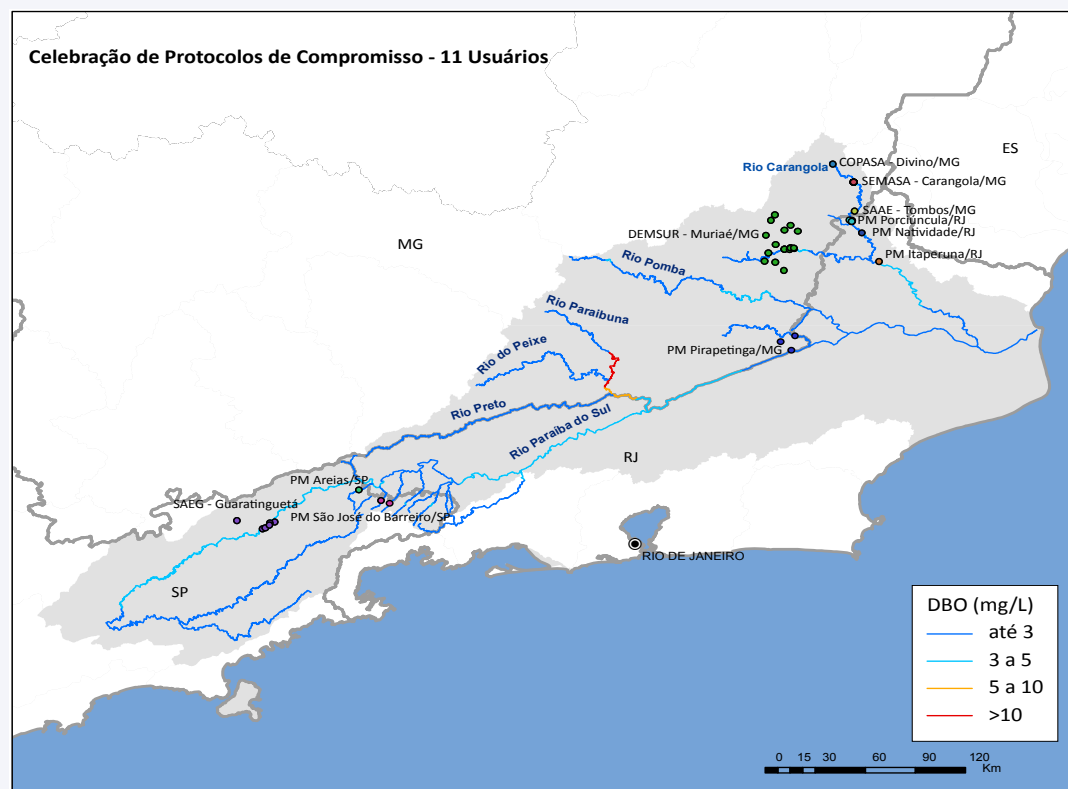 Celebração de Protocolos de Compromisso - 11 Usuários
ES
Rio Carangola
COPASA - Divino/MG
SEMASA - Carangola/MG
SAAE - Tombos/MG
PM Porciúncula/RJ
DEMSUR - Muriaé/MG
PM Natividade/RJ
MG
PM Itaperuna/RJ
Rio Pomba
Rio Paraibuna
Rio do Peixe
PM Pirapetinga/MG
Rio Preto
Rio Paraíba do Sul
RJ
PM Areias/SP
SAEG - Guaratinguetá
PM São José do Barreiro/SP
RIO DE JANEIRO
SP
DBO (mg/L)
até 3
3 a 5
5 a 10
>10
0 15 30 60 90 120
Km